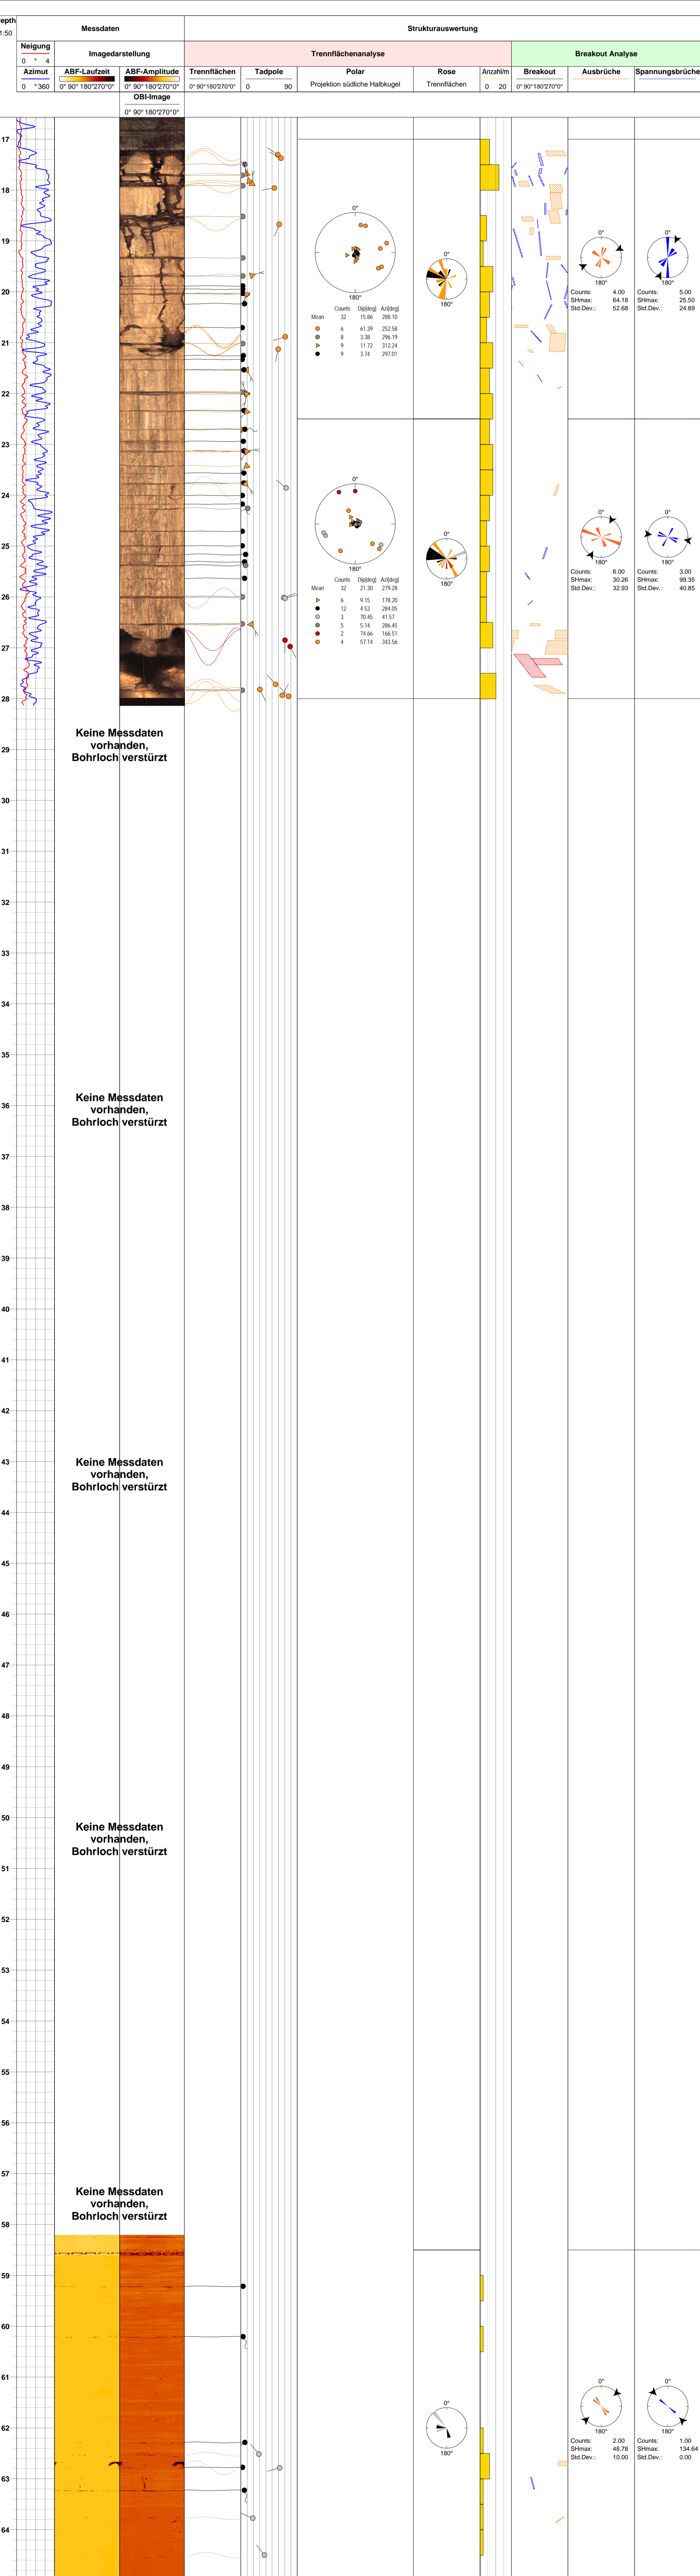 epth
1:50
Messdaten
Strukturauswertung
Neigung
0 ° 4
Imagedarstellung
Trennflächenanalyse
Breakout Analyse
Azimut
0 ° 360
ABF-Laufzeit
0° 90° 180°270°0°
ABF-Amplitude
0° 90° 180°270°0°
OBI-Image
0° 90° 180°270°0°
Trennflächen
0° 90° 180°270°0°
Tadpole
0 90
Polar
Projektion südliche Halbkugel
Rose
Trennflächen
Anzahl/m
0 20
Breakout
0° 90° 180°270°0°
Ausbrüche
Spannungsbrüche
17
18
19
20
21
22
23
24
25
26
27
28
29
30
31
32
33
34
35
36
37
38
39
40
41
42
43
44
45
46
47
48
49
50
51
52
53
54
55
56
57
58
59
60
61
62
63
64
0°
180°
Counts Dip[deg] Azi[deg]
Mean 32 15.86 288.10
6 61.39 252.58
8 3.38 296.19
9 11.72 312.24
9 3.74 297.01
0°
180°
0°
180°
Counts: 4.00
SHmax: 64.18
Std.Dev.: 52.68
0°
180°
Counts: 5.00
SHmax: 25.50
Std.Dev.: 24.89
0°
180°
Counts Dip[deg] Azi[deg]
Mean 32 21.30 279.28
6 9.15 178.20
12 4.53 284.05
3 70.45 41.57
5 5.14 286.45
2 74.66 166.51
4 57.14 343.56
0°
180°
0°
180°
Counts: 6.00
SHmax: 30.26
Std.Dev.: 32.93
0°
180°
Counts: 3.00
SHmax: 99.35
Std.Dev.: 40.85
Keine Messdaten
vorhanden,
Bohrloch verstürzt
Keine Messdaten
vorhanden,
Bohrloch verstürzt
Keine Messdaten
vorhanden,
Bohrloch verstürzt
Keine Messdaten
vorhanden,
Bohrloch verstürzt
Keine Messdaten
vorhanden,
Bohrloch verstürzt
0°
180°
0°
180°
Counts: 2.00
SHmax: 48.78
Std.Dev.: 10.00
0°
180°
Counts: 1.00
SHmax: 134.64
Std.Dev.: 0.00